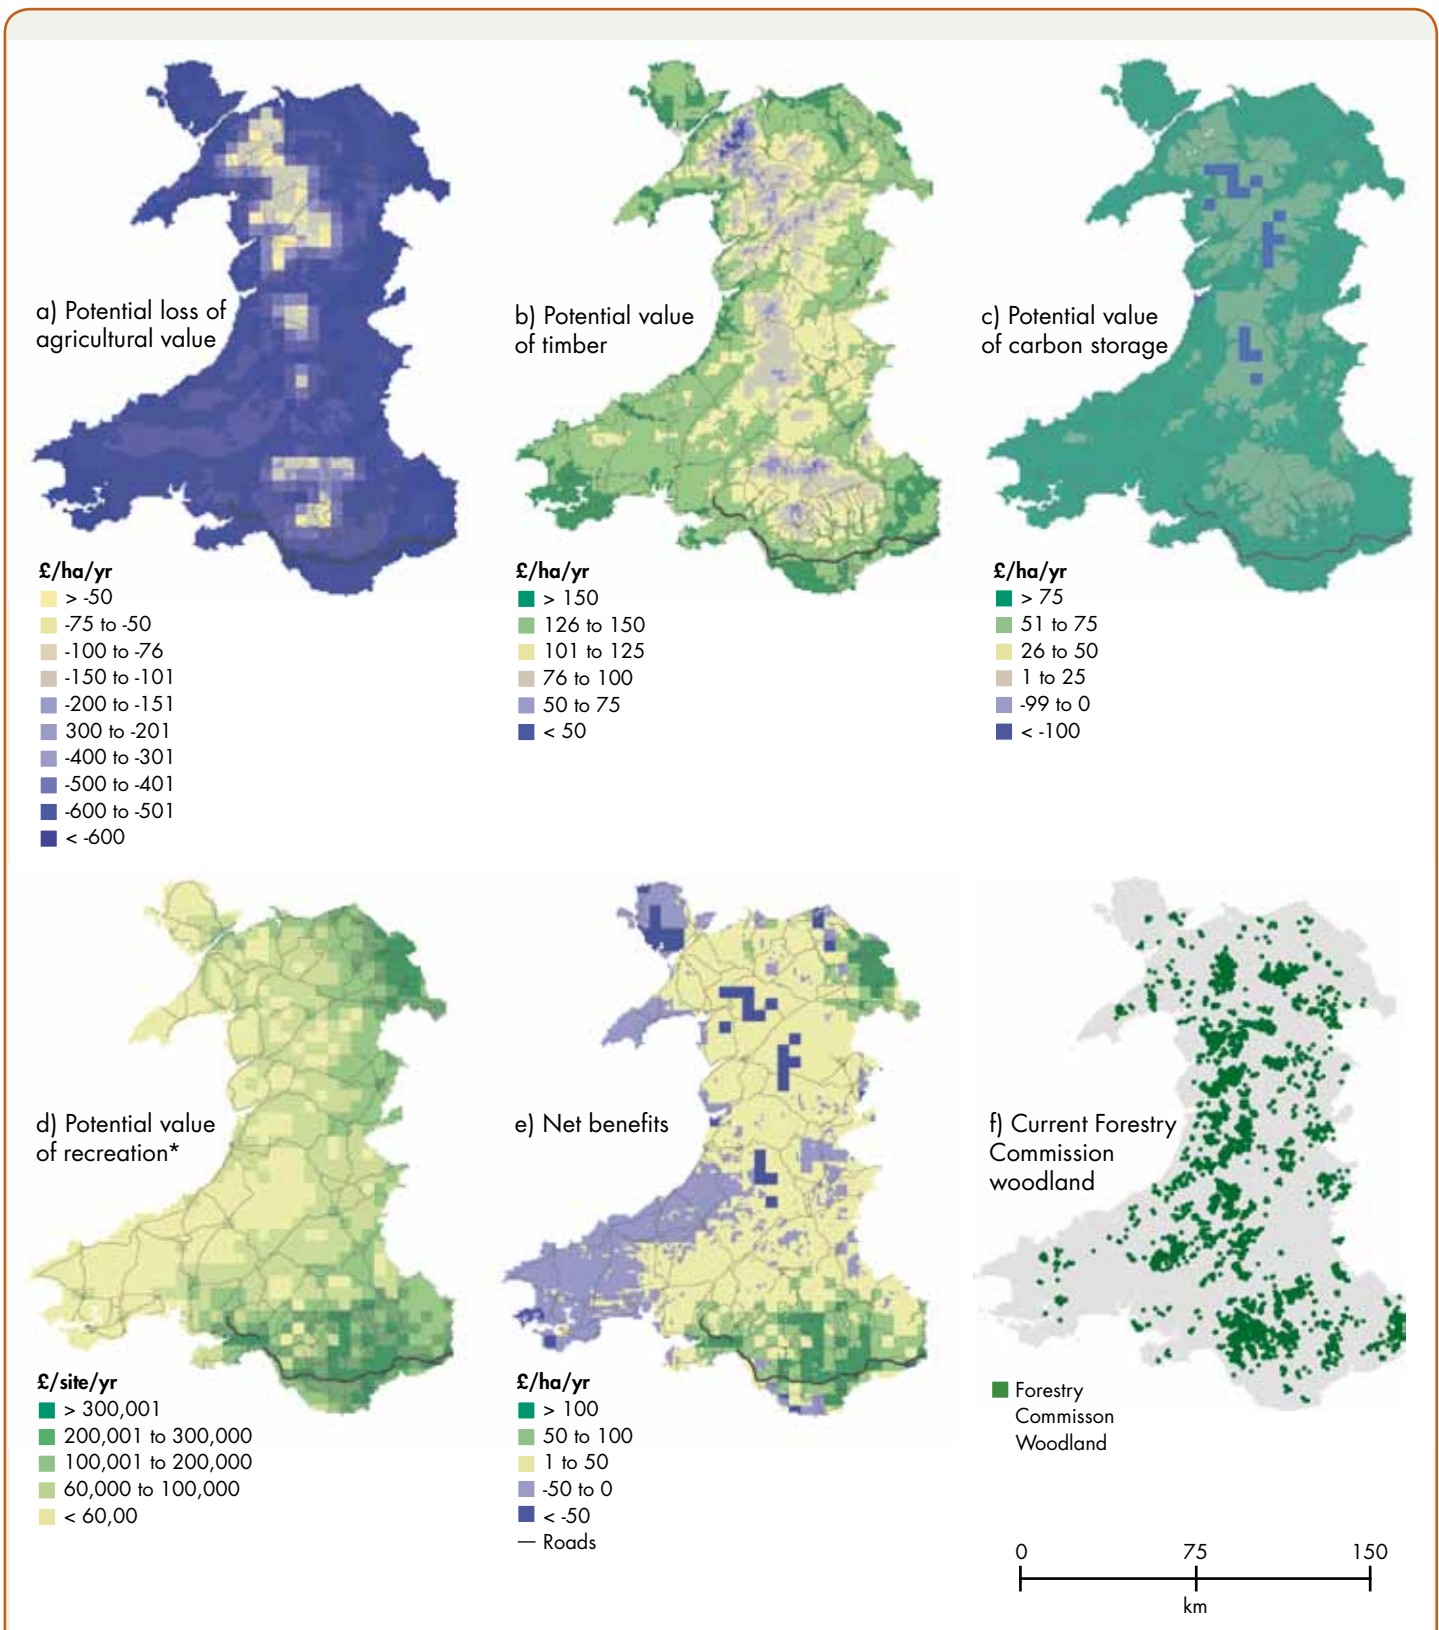 a) Potential loss of
agricultural value
£/ha/yr
> -50
-75 to -50
-100 to -76
-150 to -101
-200 to -151
300 to -201
-400 to -301
-500 to -401
-600 to -501
< -600
b) Potential value
of timber
£/ha/yr
> 150
126 to 150
101 to 125
76 to 100
50 to 75
< 50
c) Potential value
of carbon storage
£/ha/yr
> 75
51 to 75
26 to 50
1 to 25
-99 to 0
< -100
d) Potential value
of recreation*
£/site/yr
> 300,001
200,001 to 300,000
100,001 to 200,000
60,000 to 100,000
< 60,00
e) Net benefits
£/ha/yr
> 100
50 to 100
1 to 50
-50 to 0
< -50
Roads
f) Current Forestry
Commission
woodland
Forestry
Commisson
Woodland
0 75 150
km